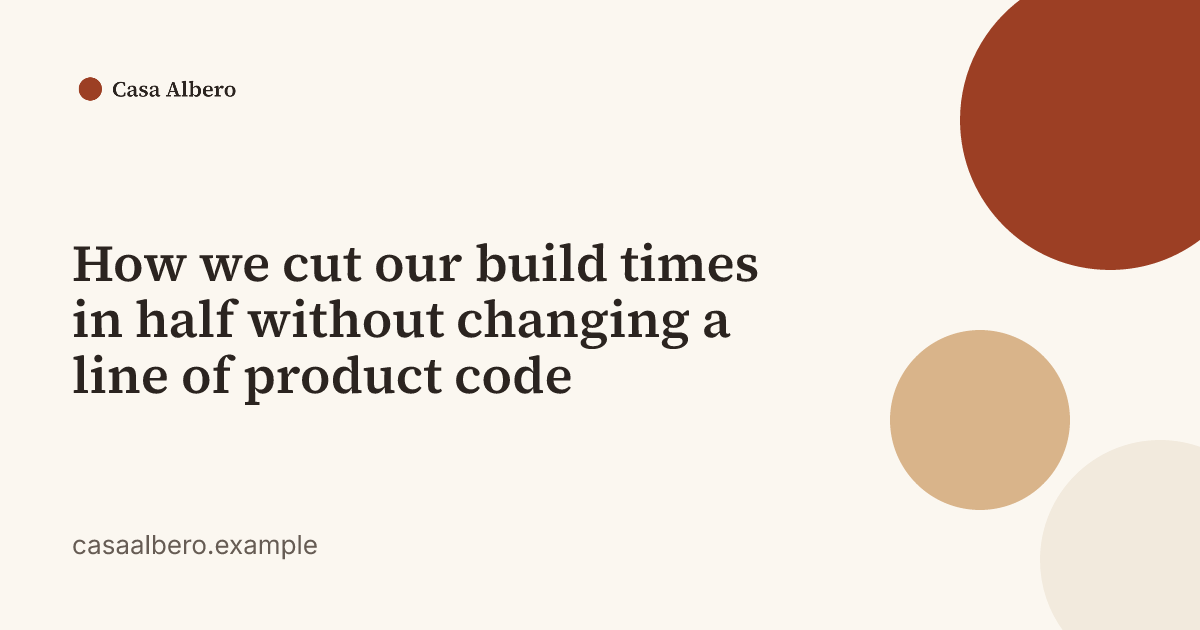 Casa Albero
How we cut our build times
in half without changing a
line of product code
casaalbero.example